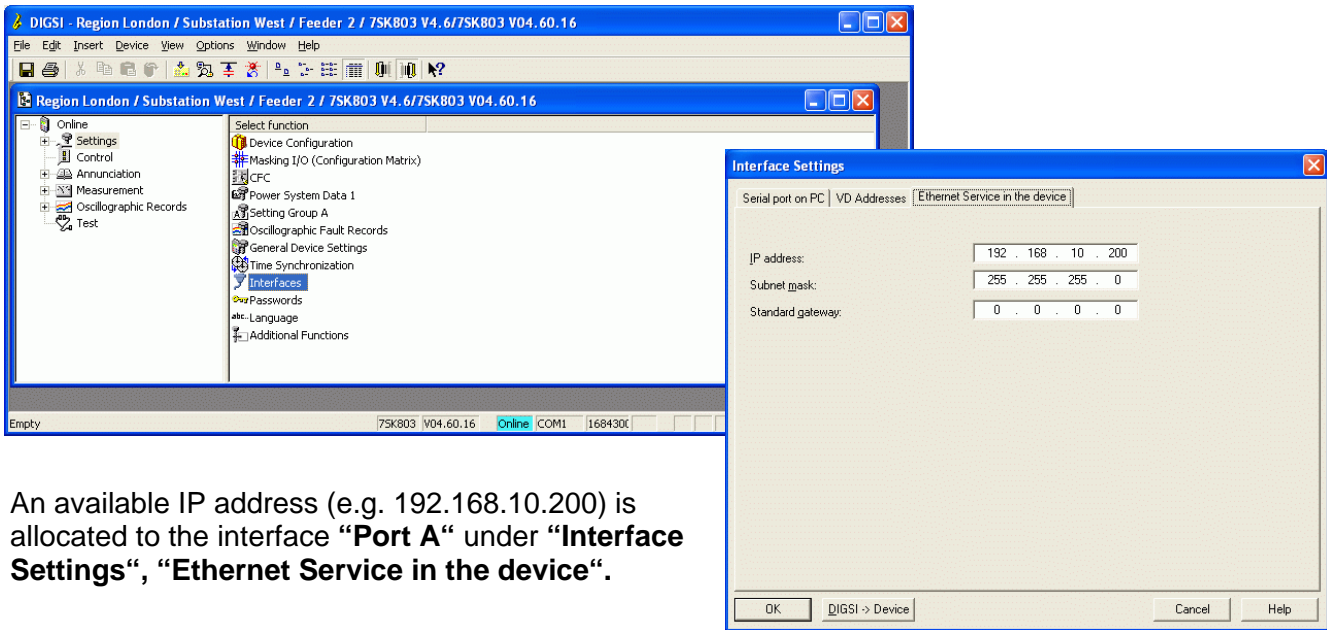 DIGSI - Region London / Substation West / Feeder 2 / 7SK803 V4.6/7SK803 V04.60.16
File Edit Insert Device View Options Window Help
Region London / Substation West / Feeder 2 / 7SK803 V4.6/7SK803 V04.60.16
Online
Settings
Control
Annunciation
Measurement
Oscillographic Records
Test
Select function
Device Configuration
Masking I/O (Configuration Matrix)
CFC
Power System Data 1
Setting Group A
Oscillographic Fault Records
General Device Settings
Time Synchronization
Interfaces
Passwords
abc.. Language
Additional Functions
Empty 7SK803 V04.60.16 Online COM1
Interface Settings
Serial port on PC VD Addresses Ethernet Service in the device
IP address: 192 . 168 . 10 . 200
Subnet mask: 255 . 255 . 255 . 0
Standard gateway: 0 . 0 . 0 . 0
OK DIGSI -> Device Cancel Help
An available IP address (e.g. 192.168.10.200) is
allocated to the interface “Port A“ under “Interface
Settings“, “Ethernet Service in the device“.